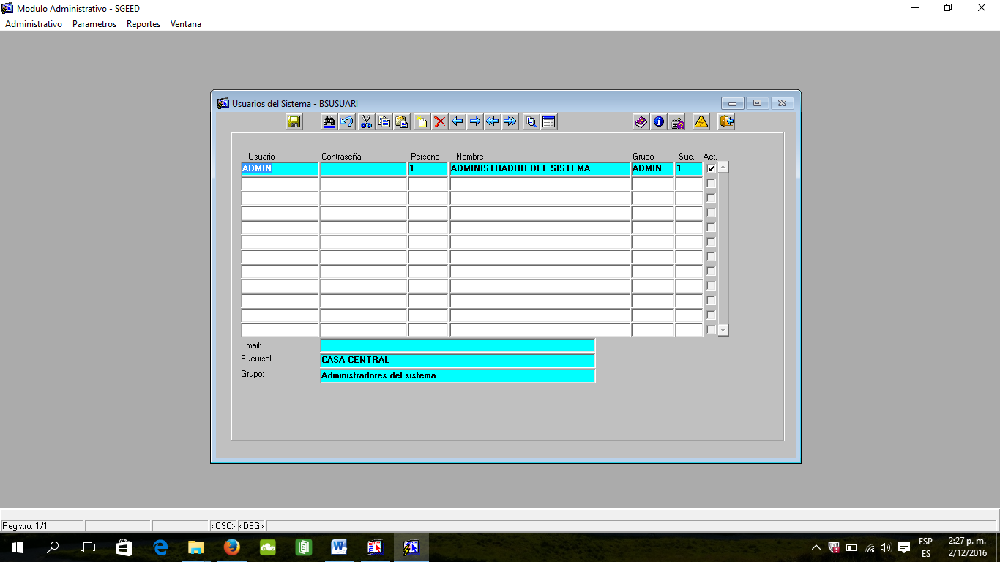 Modulo Administrativo - SGEED
Administrativo Parametros Reportes Ventana
Usuarios del Sistema - BSUSUARI
Usuario Contraseña Persona Nombre Grupo Suc. Act.
ADMIN 1 ADMINISTRADOR DEL SISTEMA ADMIN 1
Email:
Sucursal: CASA CENTRAL
Grupo: Administradores del sistema
Registro: 1/1 <OSC> <DBG>
ESP 2:27 p. m.
ES 2/12/2016